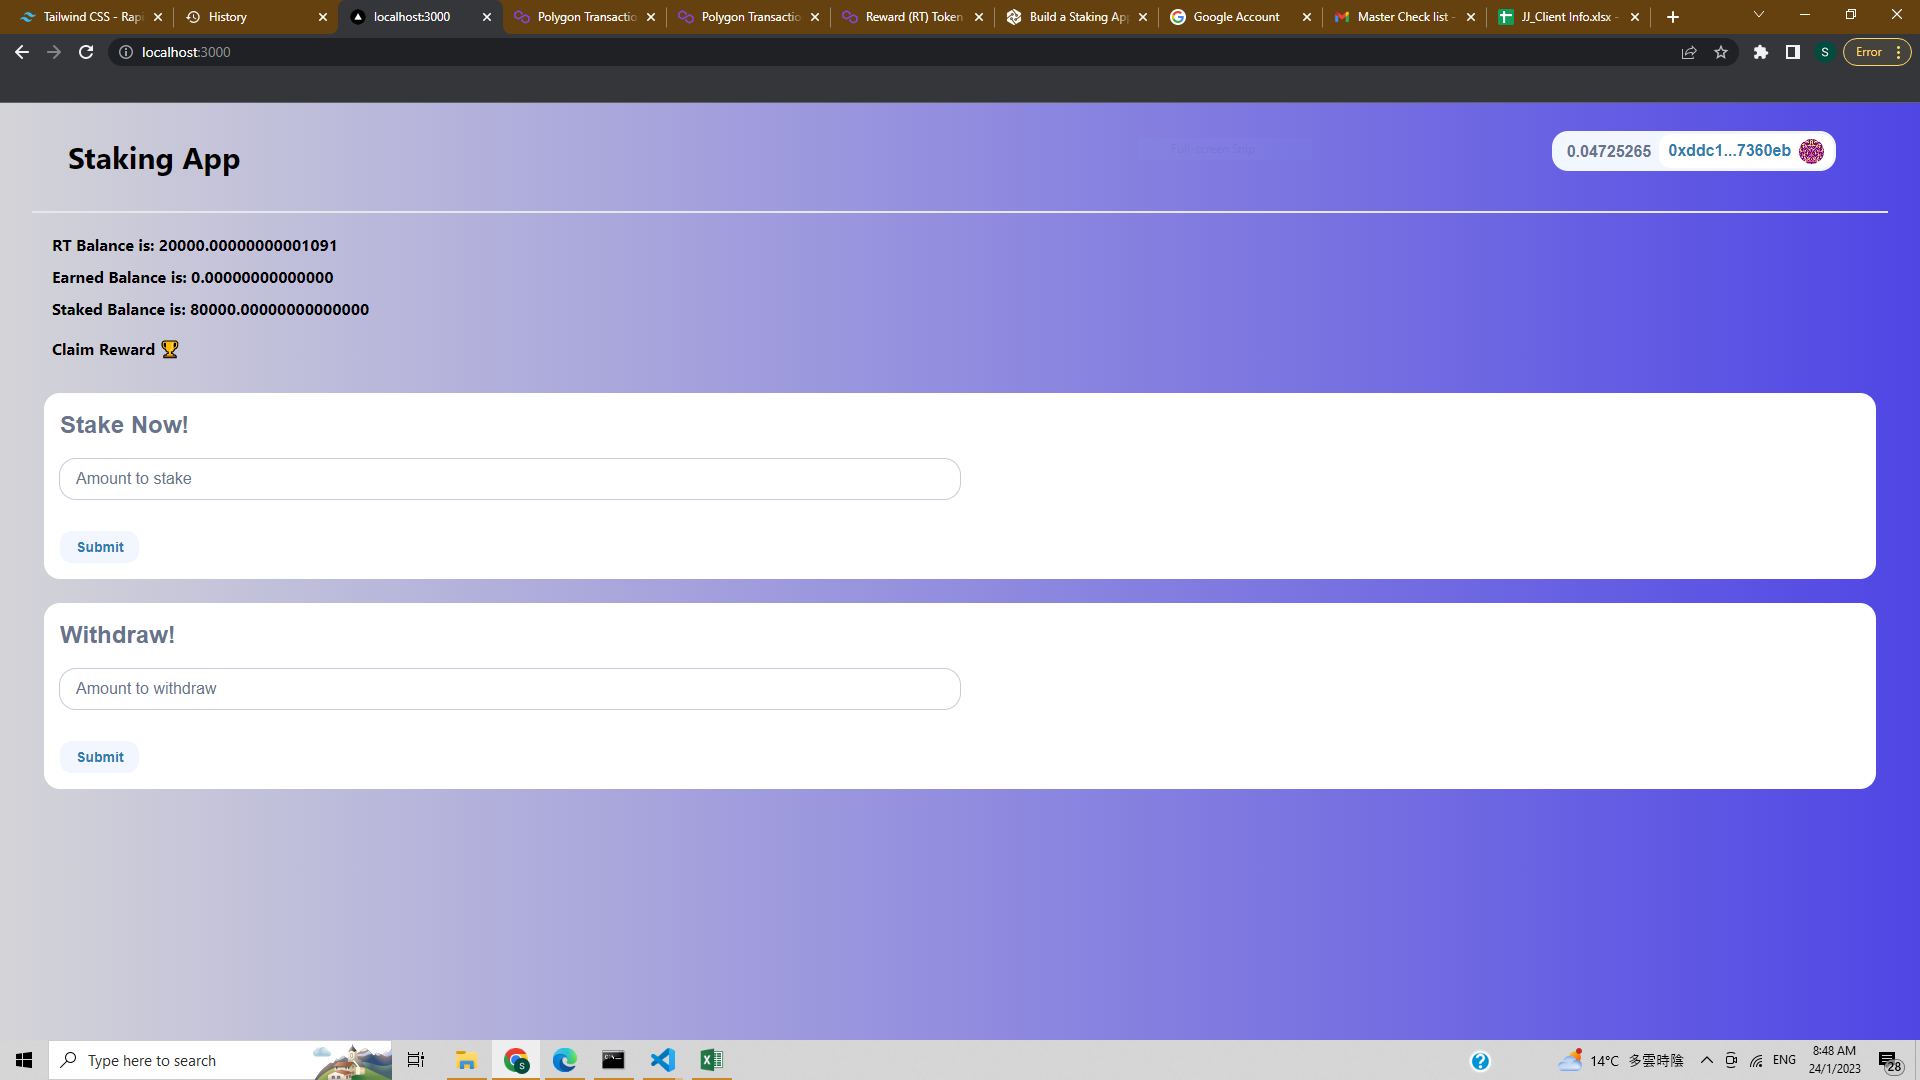 Tailwind CSS - Rapi
History
localhost:3000
Polygon Transactio
Polygon Transactio
Reward (RT) Token
Build a Staking App
Google Account
Master Check list -
JJ_Client Info.xlsx -
localhost:3000
S
Error
Staking App
0.04725265
0xddc1...7360eb
RT Balance is: 20000.00000000001091
Earned Balance is: 0.00000000000000
Staked Balance is: 80000.00000000000000
Claim Reward 🏆
Stake Now!
Amount to stake
Submit
Withdraw!
Amount to withdraw
Submit
Type here to search
14°C 多雲時陰
ENG
8:48 AM
24/1/2023
28